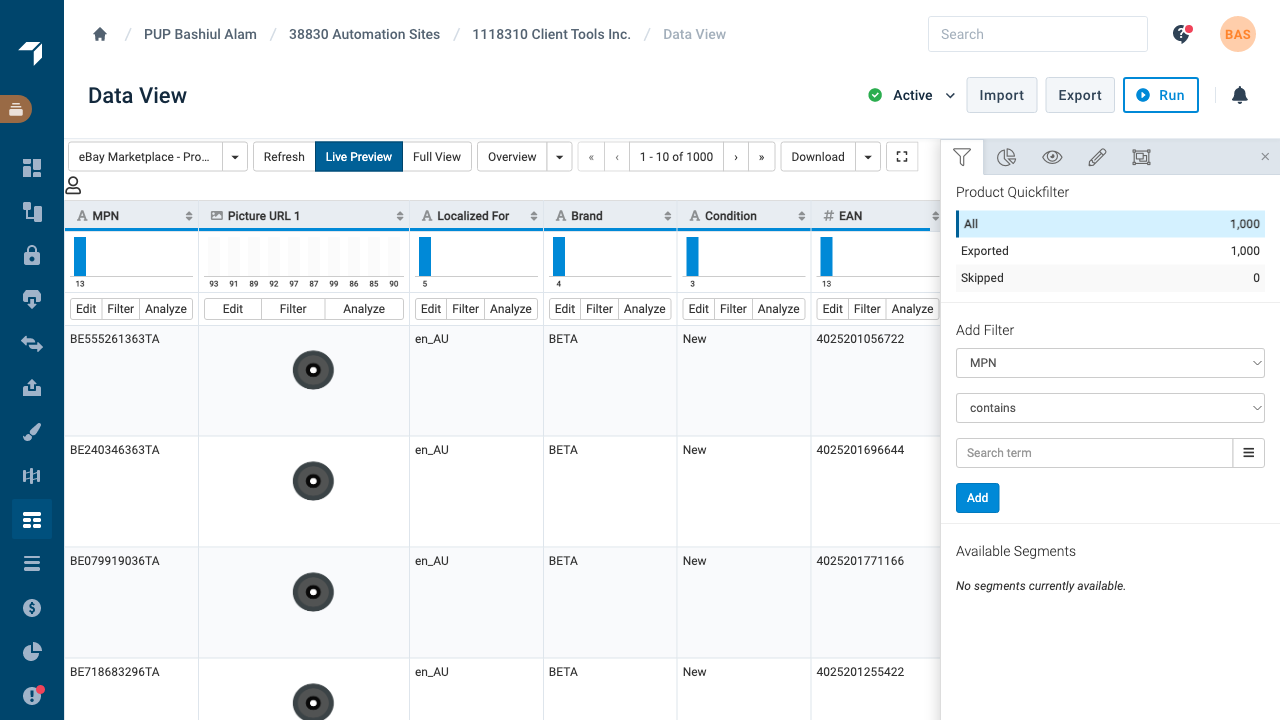 / PUP Bashiul Alam / 38830 Automation Sites / 1118310 Client Tools Inc. / Data View
Search
BAS
Data View
Active
Import
Export
Run
eBay Marketplace - Pro...
Refresh
Live Preview
Full View
Overview
« ‹ 1 - 10 of 1000 › »
Download
MPN
Picture URL 1
Localized For
Brand
Condition
EAN
13
93 91 89 92 97 87 99 86 85 90
5
4
3
13
Edit Filter Analyze
Edit Filter Analyze
Edit Filter Analyze
Edit Filter Analyze
Edit Filter Analyze
Edit Filter Analyze
BE555261363TA en_AU BETA New 4025201056722
BE240346363TA en_AU BETA New 4025201696644
BE079919036TA en_AU BETA New 4025201771166
BE718683296TA en_AU BETA New 4025201255422
Product Quickfilter
All 1,000
Exported 1,000
Skipped 0
Add Filter
MPN
contains
Search term
Add
Available Segments
No segments currently available.